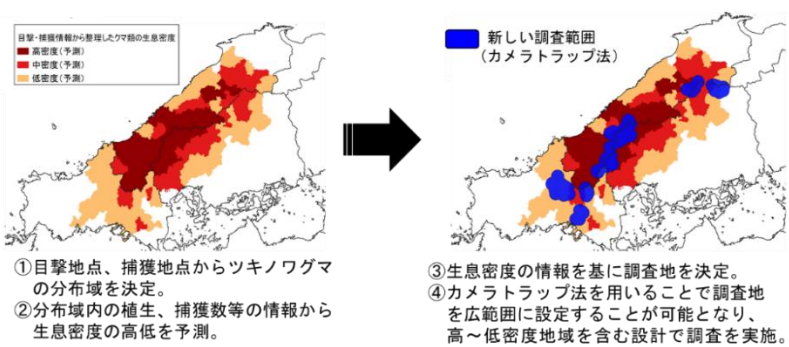 目撃・捕獲情報から整理したクマ類の生息密度
高密度(予測)
中密度(予測)
低密度(予測)
新しい調査範囲
(カメラトラップ法)
①目撃地点、捕獲地点からツキノワグマ
の分布域を決定。
②分布域内の植生、捕獲数等の情報から
生息密度の高低を予測。
③生息密度の情報を基に調査地を決定。
④カメラトラップ法を用いることで調査地
を広範囲に設定することが可能となり、
高~低密度地域を含む設計で調査を実施。